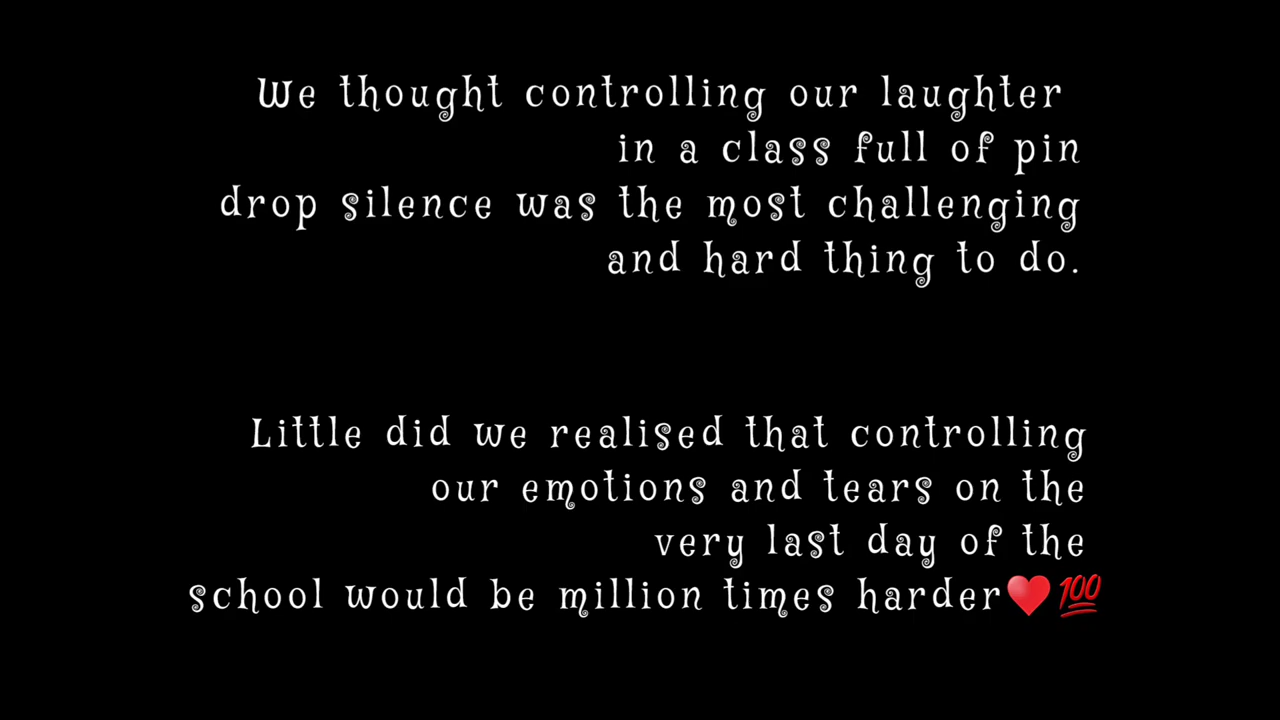 We thought controlling our laughter
in a class full of pin
drop silence was the most challenging
and hard thing to do.
Little did we realised that controlling
our emotions and tears on the
very last day of the
school would be million times harder♥️💯